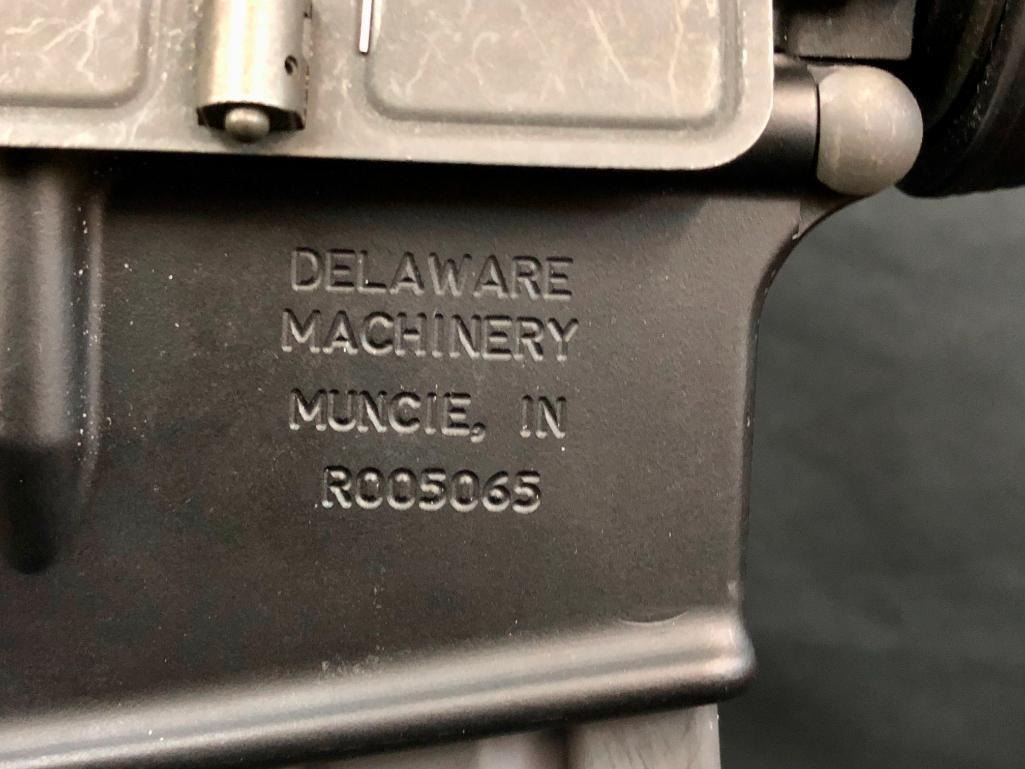 DELAWARE
MACHINERY
MUNCIE, IN
R005065